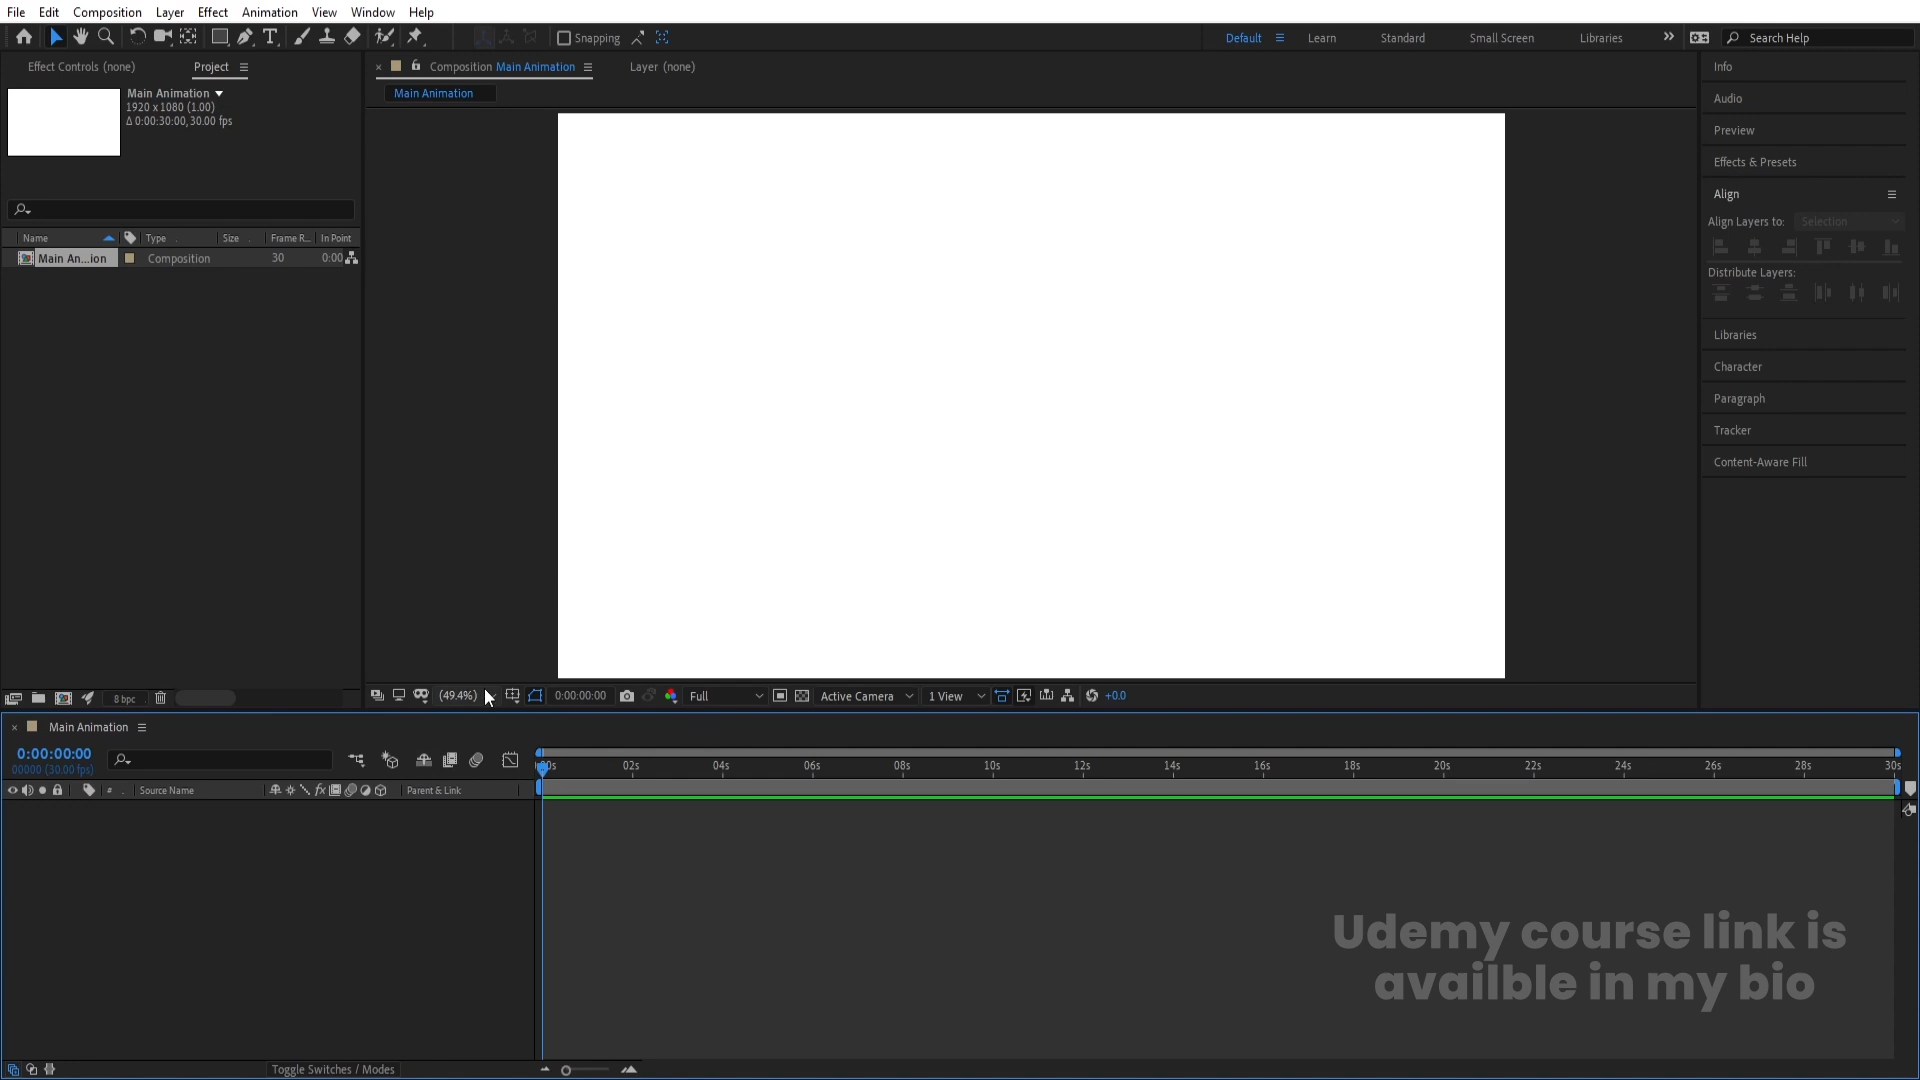 File Edit Composition Layer Effect Animation View Window Help
Snapping
Default Learn Standard Small Screen Libraries Search Help
Effect Controls (none) Project
Composition Main Animation Layer (none)
Main Animation
Main Animation
1920 x 1080 (1.00)
Δ 0:00:30:00, 30.00 fps
Name Type Size Frame R... In Point
Main An...ion Composition 30 0:00
8 bpc
(49.4%) 0:00:00:00 Full Active Camera 1 View +0.0
Info
Audio
Preview
Effects & Presets
Align
Align Layers to: Selection
Distribute Layers:
Libraries
Character
Paragraph
Tracker
Content-Aware Fill
Main Animation
0:00:00:00
00000 (30.00 fps)
# Source Name fx Parent & Link
02s 04s 06s 08s 10s 12s 14s 16s 18s 20s 22s 24s 26s 28s 30s
Toggle Switches / Modes
Udemy course link is
availble in my bio